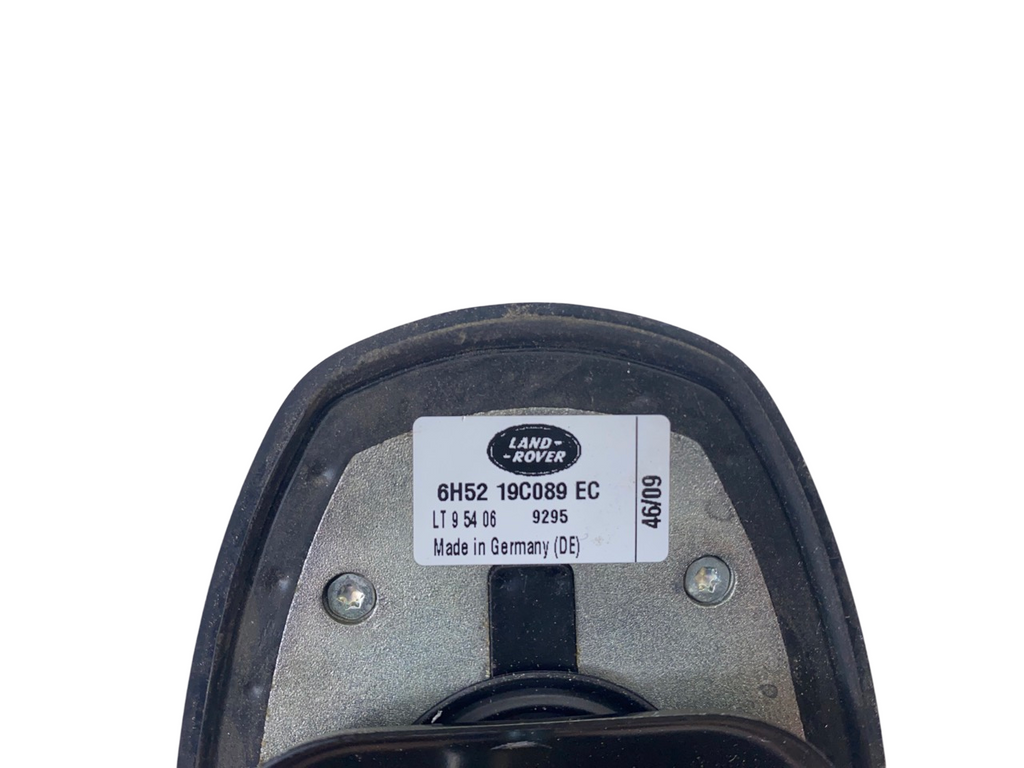 LAND-
-ROVER
6H52 19C089 EC
LT 9 54 06 9295
Made in Germany (DE)
46/09